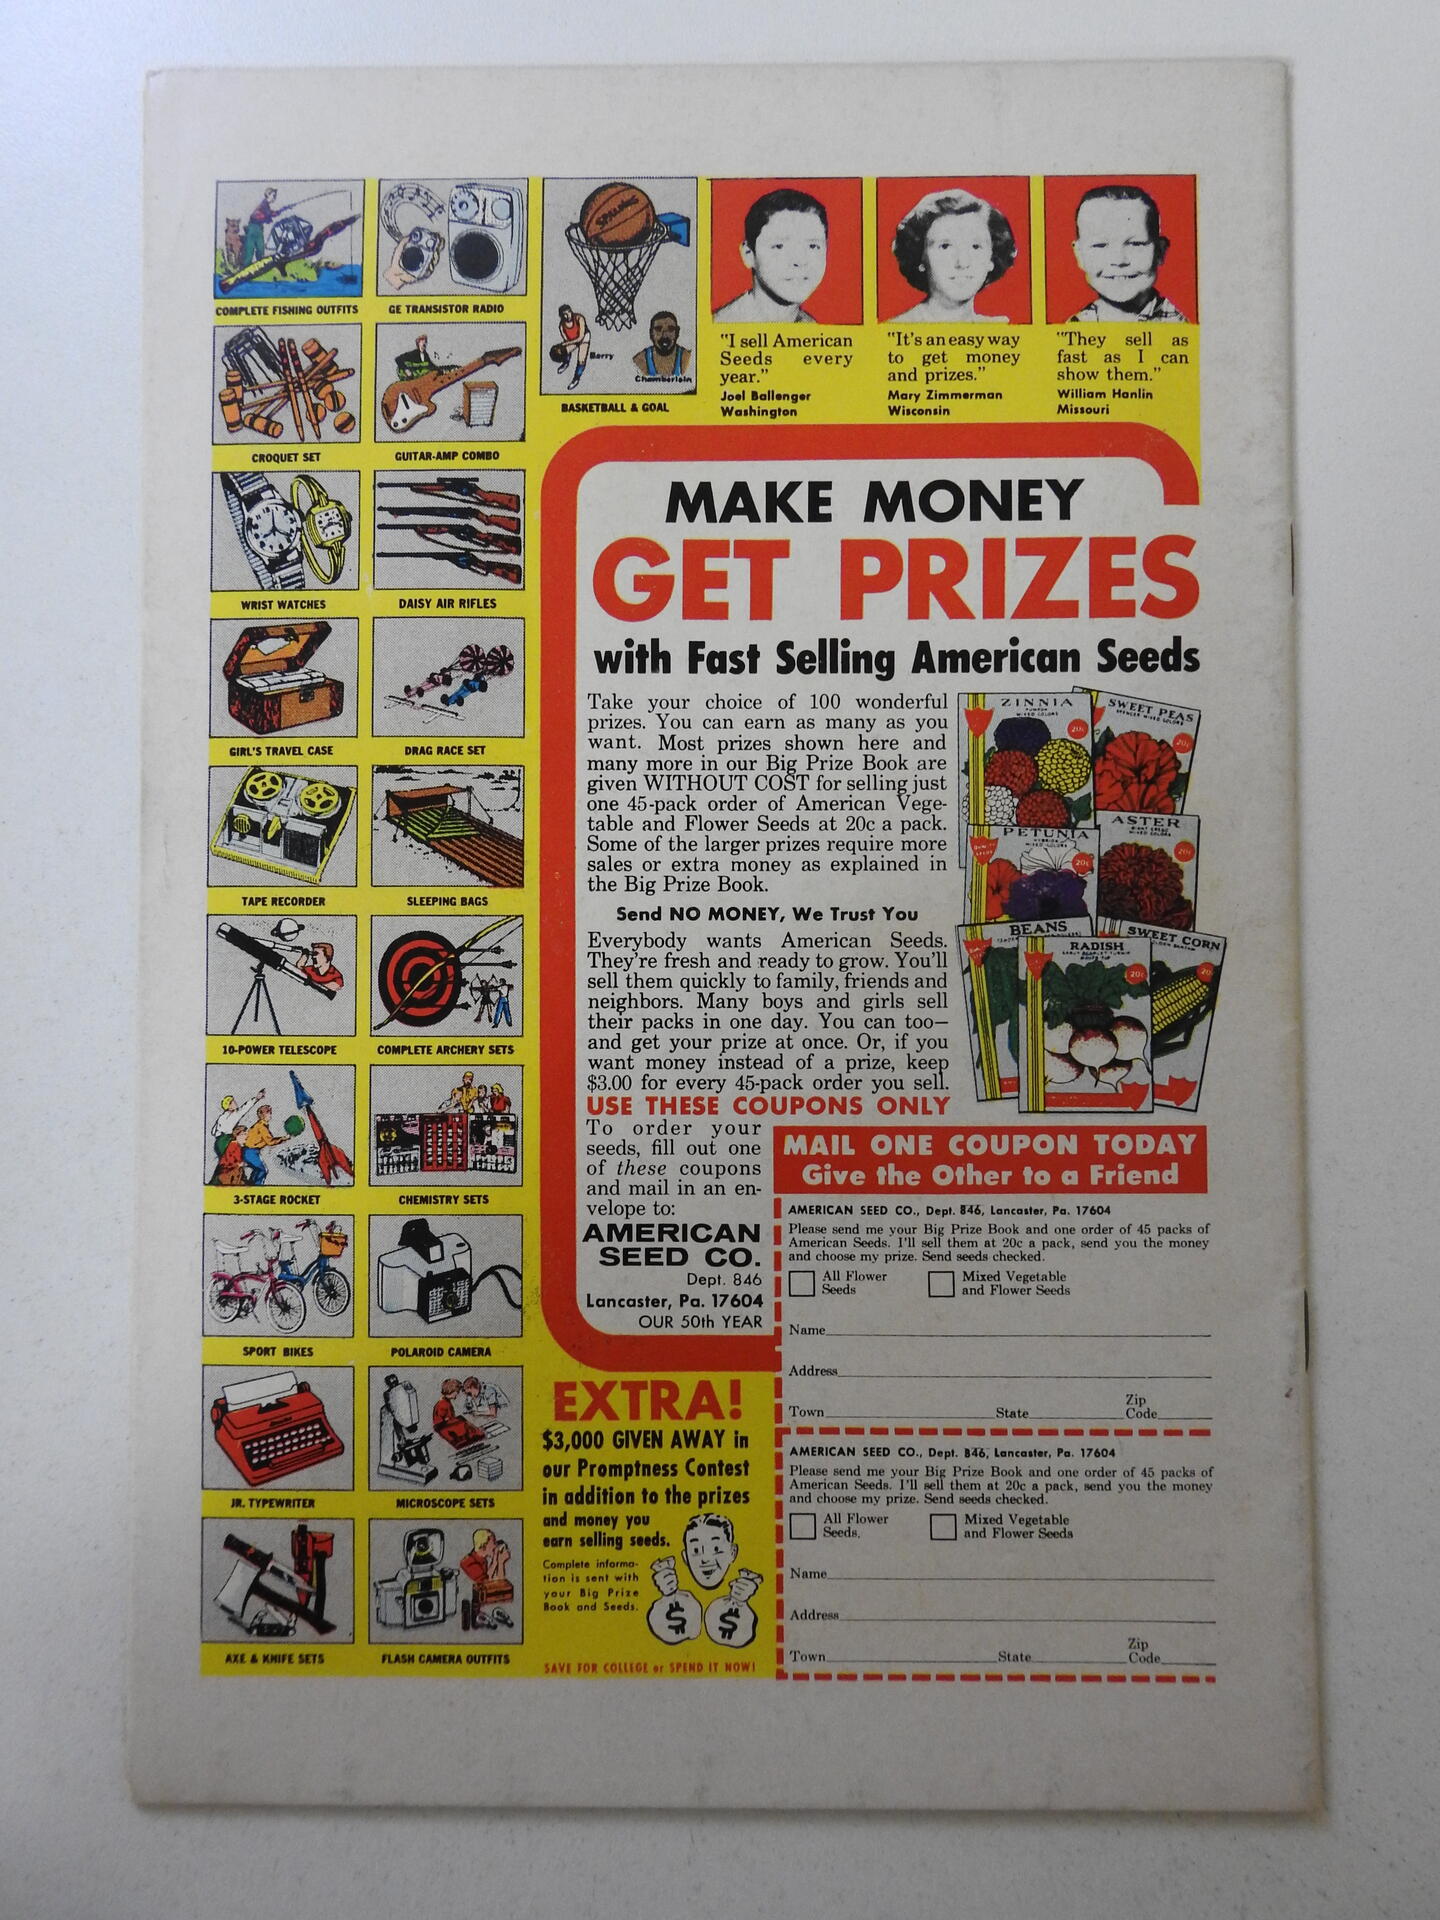 COMPLETE FISHING OUTFITS
GE TRANSISTOR RADIO
SPALDING
Barry
Chamberlain
BASKETBALL & GOAL
CROQUET SET
GUITAR-AMP COMBO
WRIST WATCHES
DAISY AIR RIFLES
GIRL'S TRAVEL CASE
DRAG RACE SET
TAPE RECORDER
SLEEPING BAGS
10-POWER TELESCOPE
COMPLETE ARCHERY SETS
3-STAGE ROCKET
CHEMISTRY SETS
SPORT BIKES
POLAROID CAMERA
JR. TYPEWRITER
MICROSCOPE SETS
AXE & KNIFE SETS
FLASH CAMERA OUTFITS
"I sell American
Seeds every
year."
Joel Ballenger
Washington
"It's an easy way
to get money
and prizes."
Mary Zimmerman
Wisconsin
"They sell as
fast as I can
show them."
William Hanlin
Missouri
MAKE MONEY
GET PRIZES
with Fast Selling American Seeds
Take your choice of 100 wonderful
prizes. You can earn as many as you
want. Most prizes shown here and
many more in our Big Prize Book are
given WITHOUT COST for selling just
one 45-pack order of American Vege-
table and Flower Seeds at 20c a pack.
Some of the larger prizes require more
sales or extra money as explained in
the Big Prize Book.
Send NO MONEY, We Trust You
Everybody wants American Seeds.
They're fresh and ready to grow. You'll
sell them quickly to family, friends and
neighbors. Many boys and girls sell
their packs in one day. You can too—
and get your prize at once. Or, if you
want money instead of a prize, keep
$3.00 for every 45-pack order you sell.
USE THESE COUPONS ONLY
To order your
seeds, fill out one
of these coupons
and mail in an en-
velope to:
AMERICAN
SEED CO.
Dept. 846
Lancaster, Pa. 17604
OUR 50th YEAR
ZINNIA
MIXED COLORS
20c
SWEET PEAS
SPENCER MIXED COLORS
20c
PETUNIA
MIXED COLORS
20c
ASTER
MIXED COLORS
20c
BEANS
RADISH
20c
SWEET CORN
20c
MAIL ONE COUPON TODAY
Give the Other to a Friend
AMERICAN SEED CO., Dept. 846, Lancaster, Pa. 17604
Please send me your Big Prize Book and one order of 45 packs of
American Seeds. I'll sell them at 20c a pack, send you the money
and choose my prize. Send seeds checked.
All Flower
Seeds
Mixed Vegetable
and Flower Seeds
Name
Address
Town State Zip Code
AMERICAN SEED CO., Dept. 846, Lancaster, Pa. 17604
Please send me your Big Prize Book and one order of 45 packs of
American Seeds. I'll sell them at 20c a pack, send you the money
and choose my prize. Send seeds checked.
All Flower
Seeds.
Mixed Vegetable
and Flower Seeds
Name
Address
Town State Zip Code
EXTRA!
$3,000 GIVEN AWAY in
our Promptness Contest
in addition to the prizes
and money you
earn selling seeds.
Complete informa-
tion is sent with
your Big Prize
Book and Seeds.
$ $
SAVE FOR COLLEGE or SPEND IT NOW!